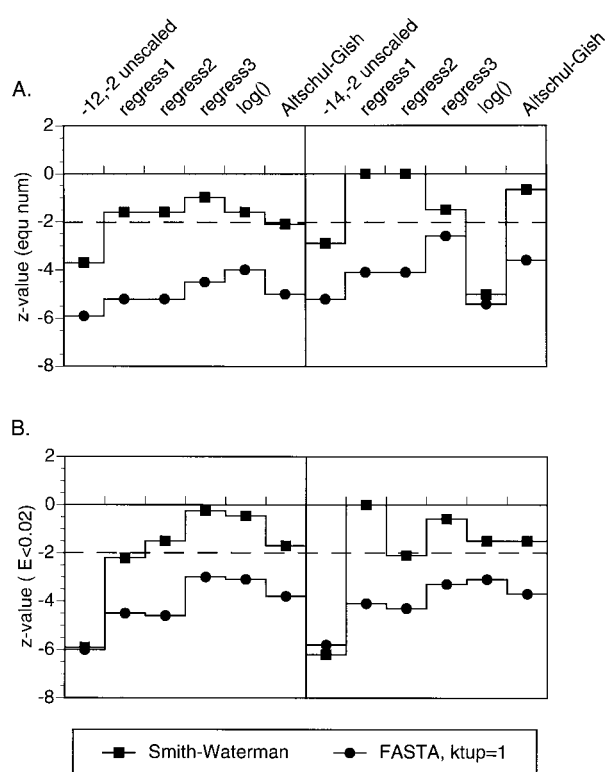 -12,-2 unscaled
regress1
regress2
regress3
log()
Altschul-Gish
-14,-2 unscaled
regress1
regress2
regress3
log()
Altschul-Gish
A.
2
0
-2
-4
-6
-8
z-value (equ num)
B.
2
0
-2
-4
-6
-8
z-value ( E<0.02)
Smith-Waterman
FASTA, ktup=1